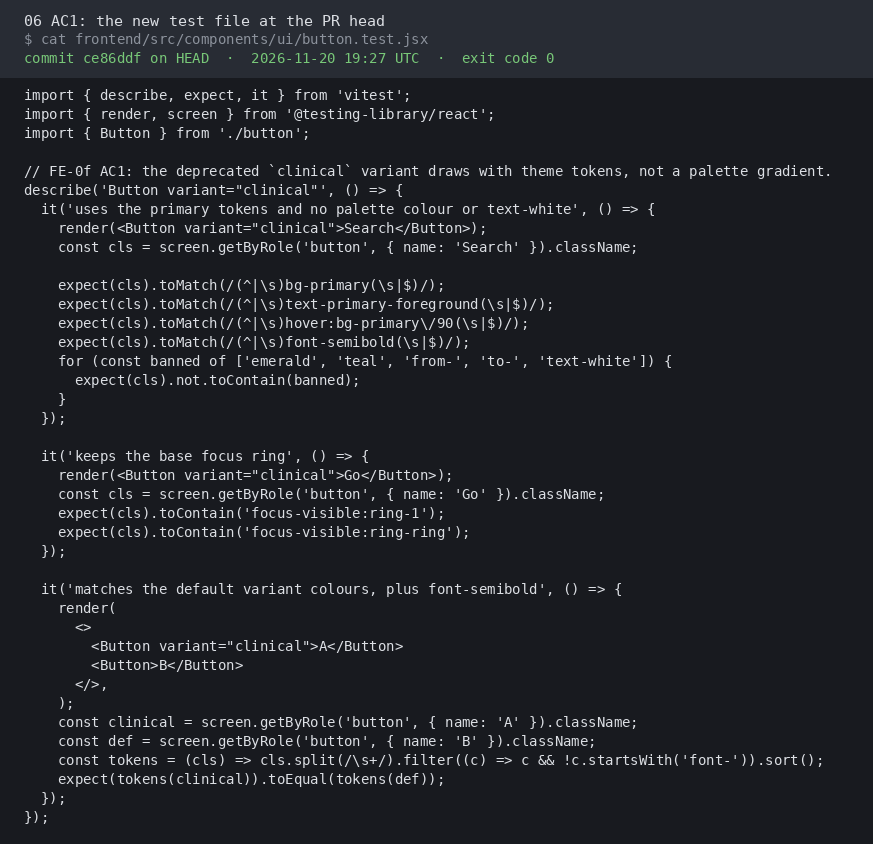 06 AC1: the new test file at the PR head
$ cat frontend/src/components/ui/button.test.jsx
commit ce86ddf on HEAD  ·  2026-11-20 19:27 UTC  ·  exit code 0
import { describe, expect, it } from 'vitest';
import { render, screen } from '@testing-library/react';
import { Button } from './button';

// FE-0f AC1: the deprecated `clinical` variant draws with theme tokens, not a palette gradient.
describe('Button variant="clinical"', () => {
  it('uses the primary tokens and no palette colour or text-white', () => {
    render(<Button variant="clinical">Search</Button>);
    const cls = screen.getByRole('button', { name: 'Search' }).className;

    expect(cls).toMatch(/(^|\s)bg-primary(\s|$)/);
    expect(cls).toMatch(/(^|\s)text-primary-foreground(\s|$)/);
    expect(cls).toMatch(/(^|\s)hover:bg-primary\/90(\s|$)/);
    expect(cls).toMatch(/(^|\s)font-semibold(\s|$)/);
    for (const banned of ['emerald', 'teal', 'from-', 'to-', 'text-white']) {
      expect(cls).not.toContain(banned);
    }
  });

  it('keeps the base focus ring', () => {
    render(<Button variant="clinical">Go</Button>);
    const cls = screen.getByRole('button', { name: 'Go' }).className;
    expect(cls).toContain('focus-visible:ring-1');
    expect(cls).toContain('focus-visible:ring-ring');
  });

  it('matches the default variant colours, plus font-semibold', () => {
    render(
      <>
        <Button variant="clinical">A</Button>
        <Button>B</Button>
      </>,
    );
    const clinical = screen.getByRole('button', { name: 'A' }).className;
    const def = screen.getByRole('button', { name: 'B' }).className;
    const tokens = (cls) => cls.split(/\s+/).filter((c) => c && !c.startsWith('font-')).sort();
    expect(tokens(clinical)).toEqual(tokens(def));
  });
});